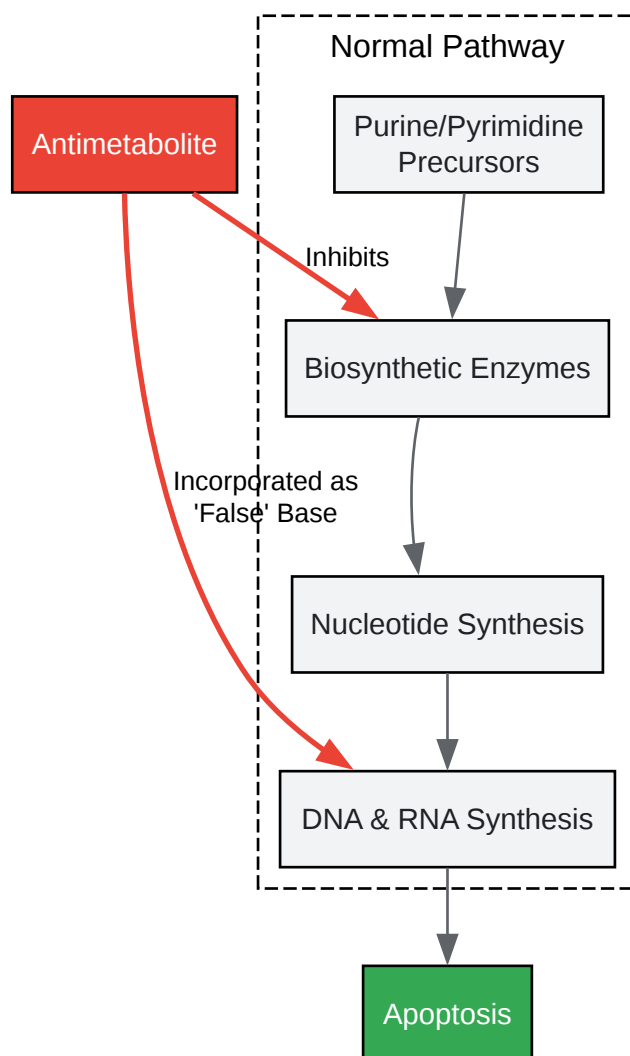 Normal Pathway
Antimetabolite
Purine/Pyrimidine
Precursors
Inhibits
Biosynthetic Enzymes
Incorporated as
'False' Base
Nucleotide Synthesis
DNA & RNA Synthesis
Apoptosis